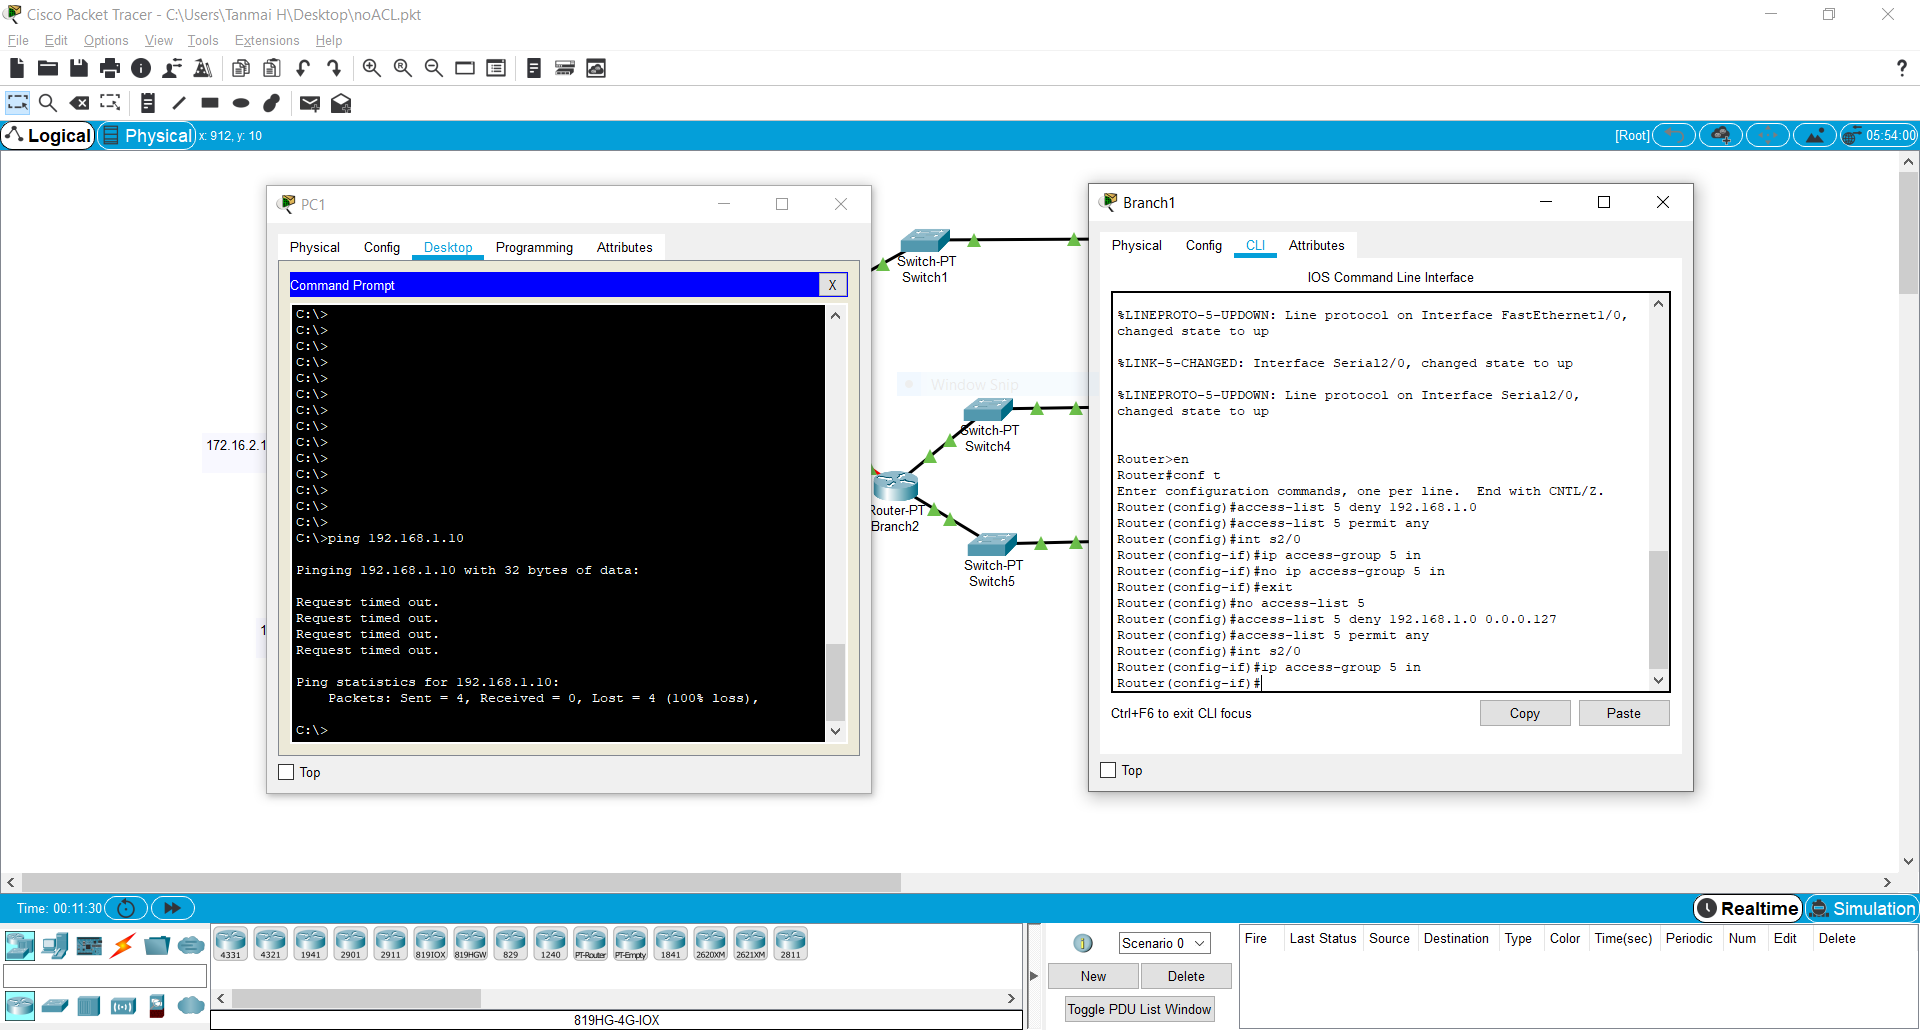 Cisco Packet Tracer - C:\Users\Tanmai H\Desktop\noACL.pkt
File Edit Options View Tools Extensions Help
?
Logical Physical x: 912, y: 10
[Root] 05:54:00
PC1
Physical Config Desktop Programming Attributes
Command Prompt X
C:\>
C:\>
C:\>
C:\>
C:\>
C:\>
C:\>
C:\>
C:\>
C:\>
C:\>
C:\>
C:\>
C:\>
C:\>ping 192.168.1.10
Pinging 192.168.1.10 with 32 bytes of data:
Request timed out.
Request timed out.
Request timed out.
Request timed out.
Ping statistics for 192.168.1.10:
Packets: Sent = 4, Received = 0, Lost = 4 (100% loss),
C:\>
Top
172.16.2.1
1
Switch-PT
Switch1
Window Snip
Switch-PT
Switch4
Router-PT
Branch2
Switch-PT
Switch5
Branch1
Physical Config CLI Attributes
IOS Command Line Interface
%LINEPROTO-5-UPDOWN: Line protocol on Interface FastEthernet1/0,
changed state to up
%LINK-5-CHANGED: Interface Serial2/0, changed state to up
%LINEPROTO-5-UPDOWN: Line protocol on Interface Serial2/0,
changed state to up
Router>en
Router#conf t
Enter configuration commands, one per line.  End with CNTL/Z.
Router(config)#access-list 5 deny 192.168.1.0
Router(config)#access-list 5 permit any
Router(config)#int s2/0
Router(config-if)#ip access-group 5 in
Router(config-if)#no ip access-group 5 in
Router(config-if)#exit
Router(config)#no access-list 5
Router(config)#access-list 5 deny 192.168.1.0 0.0.0.127
Router(config)#access-list 5 permit any
Router(config)#int s2/0
Router(config-if)#ip access-group 5 in
Router(config-if)#
Ctrl+F6 to exit CLI focus
Copy Paste
Top
Time: 00:11:30
Realtime Simulation
4331 4321 1941 2901 2911 819IOX 819HGW 829 1240 PT-Router PT-Empty 1841 2620XM 2621XM 2811
819HG-4G-IOX
Scenario 0
New Delete
Toggle PDU List Window
Fire Last Status Source Destination Type Color Time(sec) Periodic Num Edit Delete